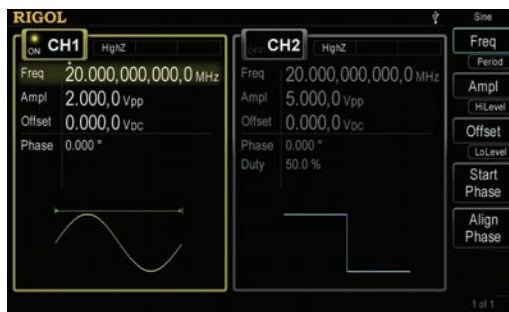 RIGOL
Sine
ON CH1 HighZ
Freq 20.000,000,000,0 MHz
Ampl 2.000,0 Vpp
Offset 0.000,0 VDC
Phase 0.000 °
OFF CH2 HighZ
Freq 20.000,000,000,0 MHz
Ampl 5.000,0 Vpp
Offset 0.000,0 VDC
Phase 0.000 °
Duty 50.0 %
Freq
Period
Ampl
HiLevel
Offset
LoLevel
Start
Phase
Align
Phase
1 of 1